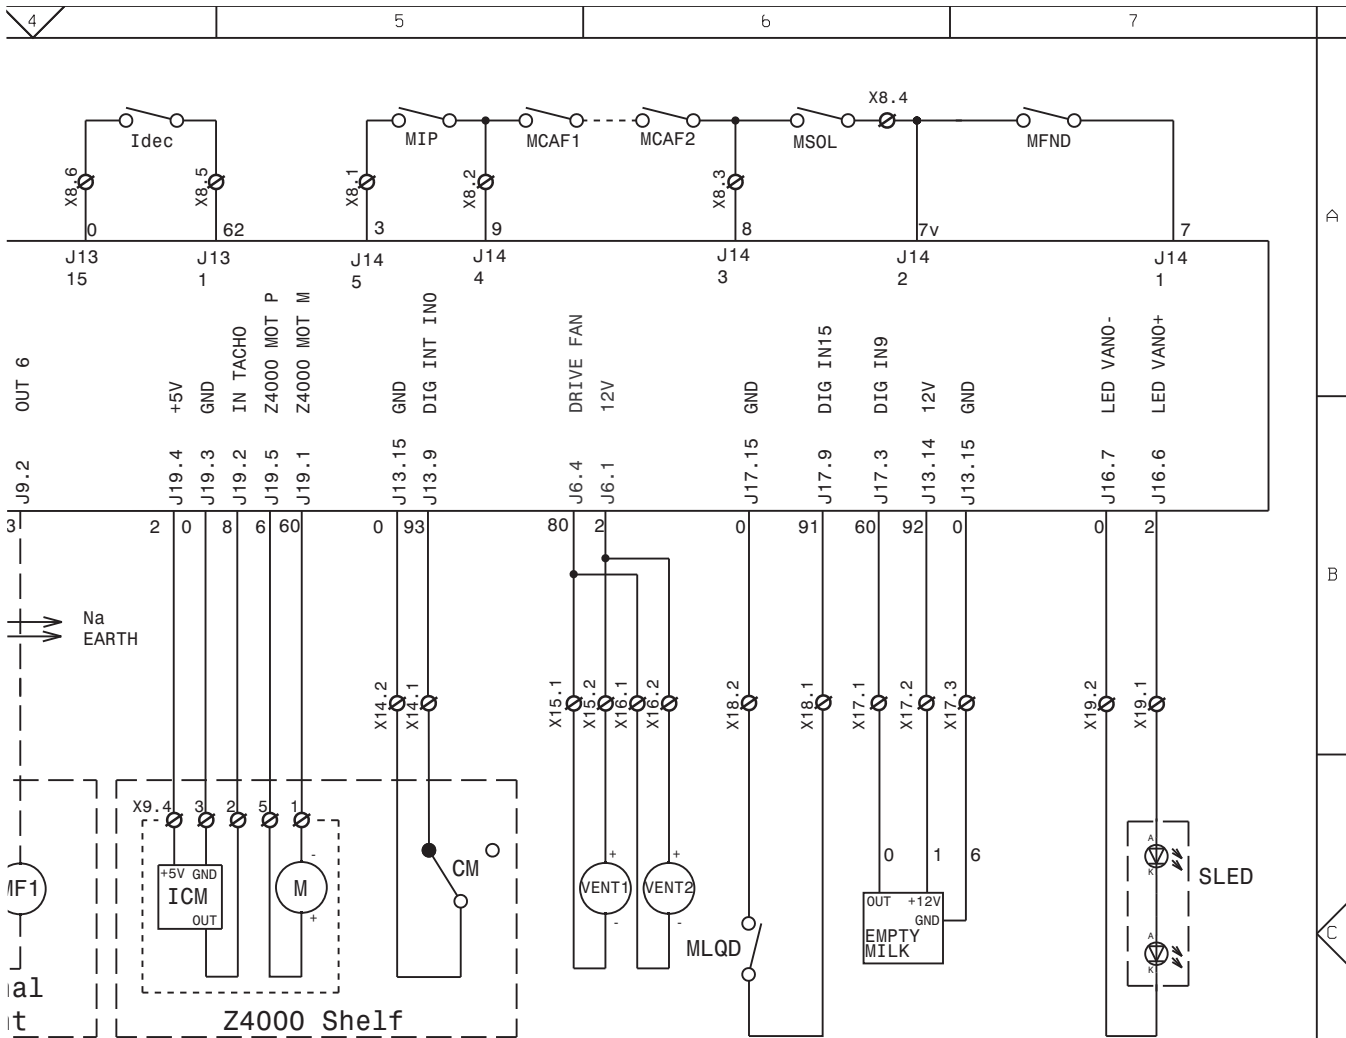 4 5 6 7
X8.4
Idec MIP MCAF1 MCAF2 MSOL MFND
X8.6 X8.5 X8.1 X8.2 X8.3
A
0 62 3 9 8 7v 7
J13 J13 J14 J14 J14 J14 J14
15 1 5 4 3 2 1
OUT 6
+5V
GND
IN TACHO
Z4000 MOT P
Z4000 MOT M
GND
DIG INT IN0
DRIVE FAN
12V
GND
DIG IN15
DIG IN9
12V
GND
LED VANO-
LED VANO+
J9.2 J19.4 J19.3 J19.2 J19.5 J19.1 J13.15 J13.9 J6.4 J6.1 J17.15 J17.9 J17.3 J13.14 J13.15 J16.7 J16.6
3 2 0 8 6 60 0 93 80 2 0 91 60 92 0 0 2
B
Na
EARTH
X14.2 X14.1 X15.1 X15.2 X16.1 X16.2 X18.2 X18.1 X17.1 X17.2 X17.3 X19.2 X19.1
X9.4 3 2 5 1
+5V GND
ICM
OUT
-
M
+
CM
+ +
VENT1 VENT2
- -
MLQD
0 1 6
OUT +12V
GND
EMPTY
MILK
A
K
SLED
A
K
C
MF1
Z4000 Shelf